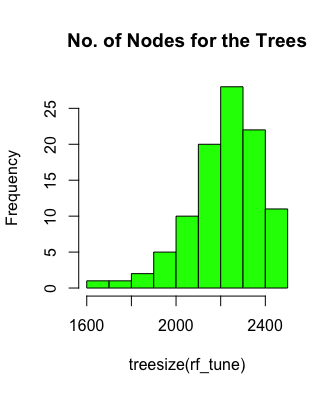 No. of Nodes for the Trees
Frequency
25
20
15
10
5
0
1600 2000 2400
treesize(rf_tune)